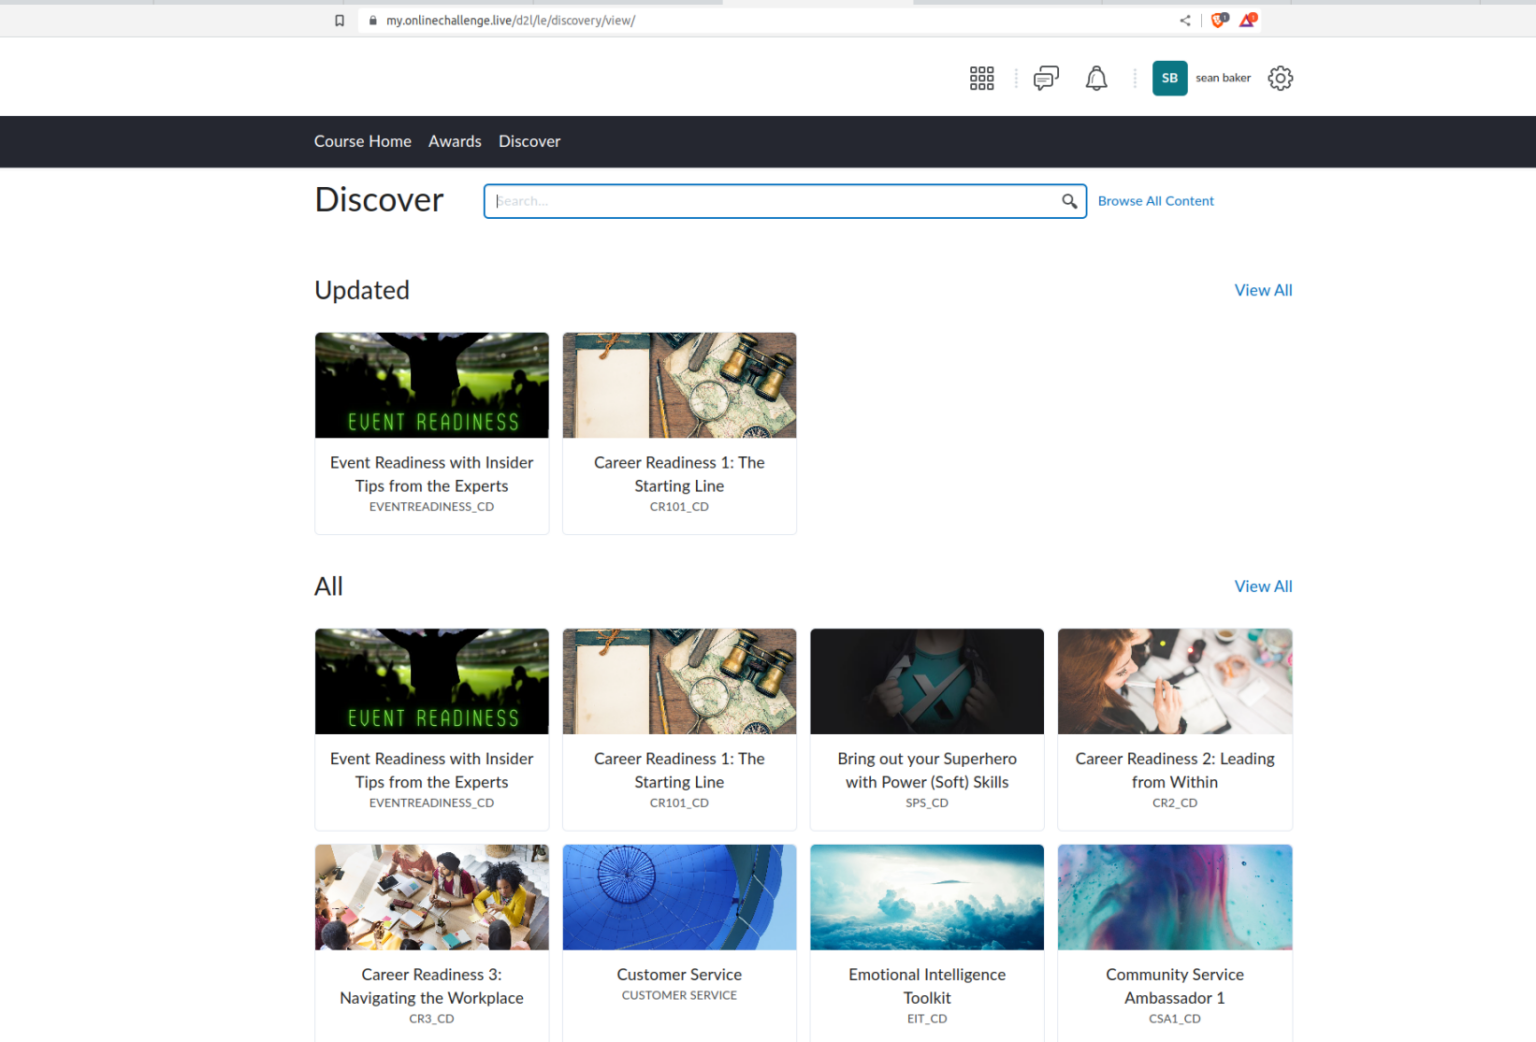 my.onlinechallenge.live/d2l/le/discovery/view/
SB
sean baker
Course Home
Awards
Discover
Discover
Search...
Browse All Content
Updated
View All
EVENT READINESS
Event Readiness with Insider
Tips from the Experts
EVENTREADINESS_CD
Career Readiness 1: The
Starting Line
CR101_CD
All
View All
EVENT READINESS
Event Readiness with Insider
Tips from the Experts
EVENTREADINESS_CD
Career Readiness 1: The
Starting Line
CR101_CD
Bring out your Superhero
with Power (Soft) Skills
SPS_CD
Career Readiness 2: Leading
from Within
CR2_CD
Career Readiness 3:
Navigating the Workplace
CR3_CD
Customer Service
CUSTOMER SERVICE
Emotional Intelligence
Toolkit
EIT_CD
Community Service
Ambassador 1
CSA1_CD